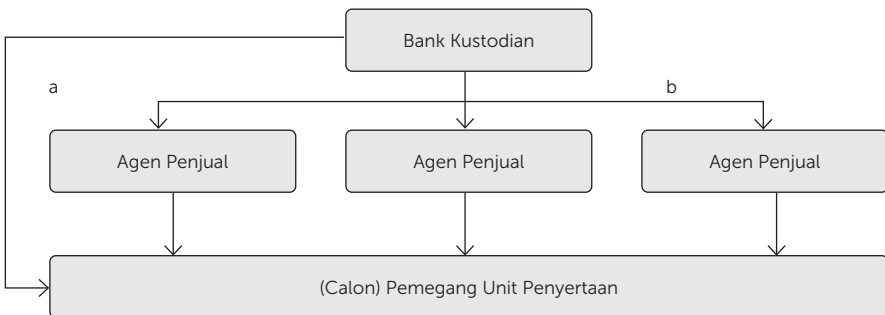 Bank Kustodian
a
b
Agen Penjual
Agen Penjual
Agen Penjual
(Calon) Pemegang Unit Penyertaan